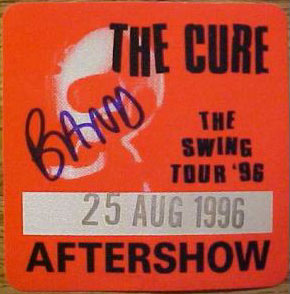 THE CURE
BAND
THE
SWING
TOUR '96
25 AUG 1996
AFTERSHOW